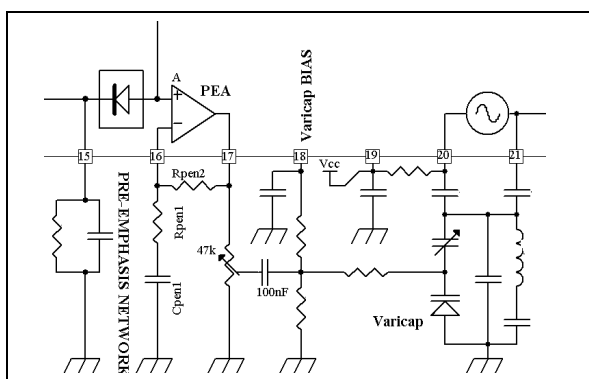 A
PEA
Varicap BIAS
15
16
17
18
19
20
21
Vcc
Rpen2
Rpen1
Cpen1
PRE-EMPHASIS NETWORK
47k
100nF
Varicap